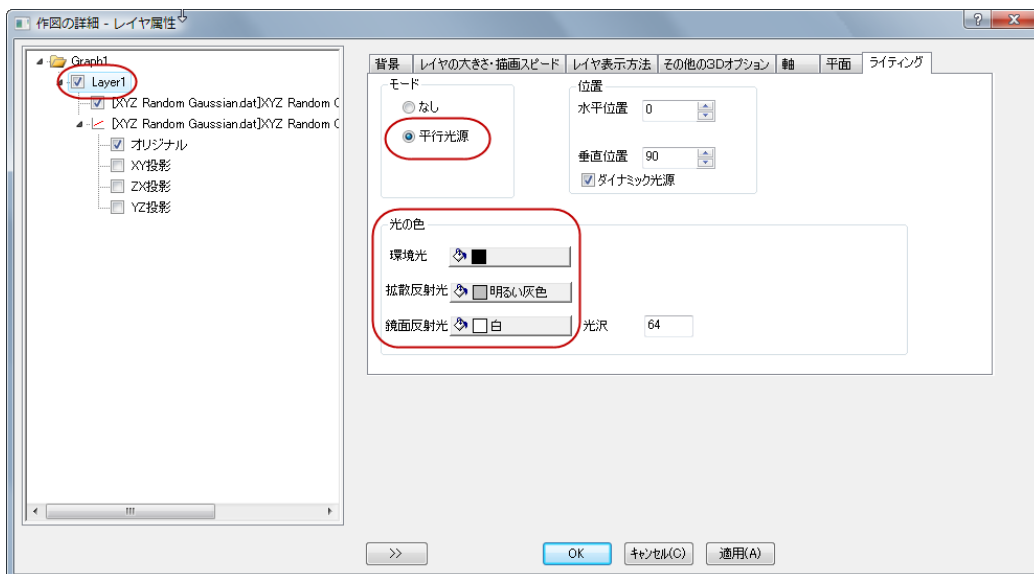 作図の詳細 - レイヤ属性
Graph1
Layer1
[XYZ Random Gaussian.dat]XYZ Random G
[XYZ Random Gaussian.dat]XYZ Random G
オリジナル
XY投影
ZX投影
YZ投影
背景 レイヤの大きさ・描画スピード レイヤ表示方法 その他の3Dオプション 軸 平面 ライティング
モード
なし
平行光源
位置
水平位置 0
垂直位置 90
ダイナミック光源
光の色
環境光
拡散反射光 明るい灰色
鏡面反射光 白 光沢 64
>> OK キャンセル(C) 適用(A)